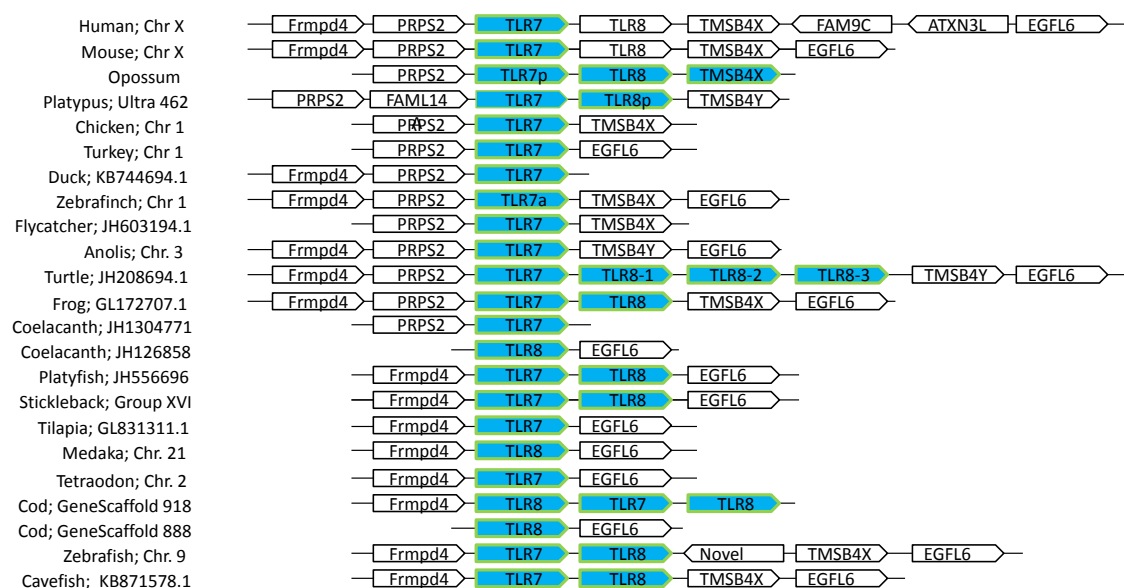 Human; Chr X Frmpd4 PRPS2 TLR7 TLR8 TMSB4X FAM9C ATXN3L EGFL6
Mouse; Chr X Frmpd4 PRPS2 TLR7 TLR8 TMSB4X EGFL6
Opossum PRPS2 TLR7p TLR8 TMSB4X
Platypus; Ultra 462 PRPS2 FAML14 TLR7 TLR8p TMSB4Y
A
Chicken; Chr 1 PRPS2 TLR7 TMSB4X
Turkey; Chr 1 PRPS2 TLR7 EGFL6
Duck; KB744694.1 Frmpd4 PRPS2 TLR7
Zebrafinch; Chr 1 Frmpd4 PRPS2 TLR7a TMSB4X EGFL6
Flycatcher; JH603194.1 PRPS2 TLR7 TMSB4X
Anolis; Chr. 3 Frmpd4 PRPS2 TLR7 TMSB4Y EGFL6
Turtle; JH208694.1 Frmpd4 PRPS2 TLR7 TLR8-1 TLR8-2 TLR8-3 TMSB4Y EGFL6
Frog; GL172707.1 Frmpd4 PRPS2 TLR7 TLR8 TMSB4X EGFL6
Coelacanth; JH1304771 PRPS2 TLR7
Coelacanth; JH126858 TLR8 EGFL6
Platyfish; JH556696 Frmpd4 TLR7 TLR8 EGFL6
Stickleback; Group XVI Frmpd4 TLR7 TLR8 EGFL6
Tilapia; GL831311.1 Frmpd4 TLR7 EGFL6
Medaka; Chr. 21 Frmpd4 TLR8 EGFL6
Tetraodon; Chr. 2 Frmpd4 TLR7 EGFL6
Cod; GeneScaffold 918 Frmpd4 TLR8 TLR7 TLR8
Cod; GeneScaffold 888 TLR8 EGFL6
Zebrafish; Chr. 9 Frmpd4 TLR7 TLR8 Novel TMSB4X EGFL6
Cavefish; KB871578.1 Frmpd4 TLR7 TLR8 TMSB4X EGFL6